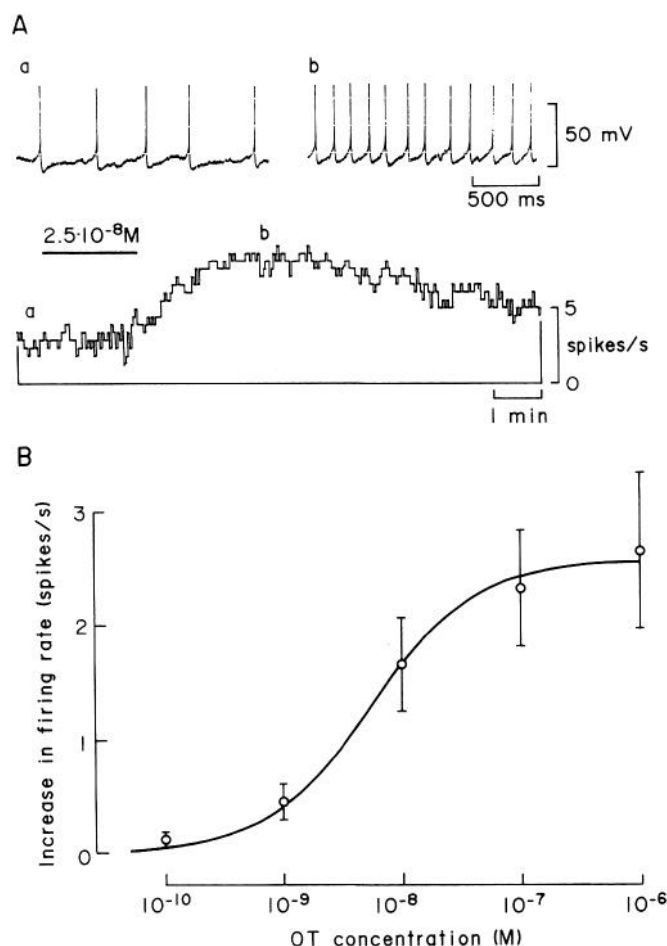 A
a
b
50 mV
500 ms
2.5·10⁻⁸M
b
a
5
spikes/s
0
1 min
B
Increase in firing rate (spikes/s)
3
2
1
0
10⁻¹⁰
10⁻⁹
10⁻⁸
10⁻⁷
10⁻⁶
OT concentration (M)